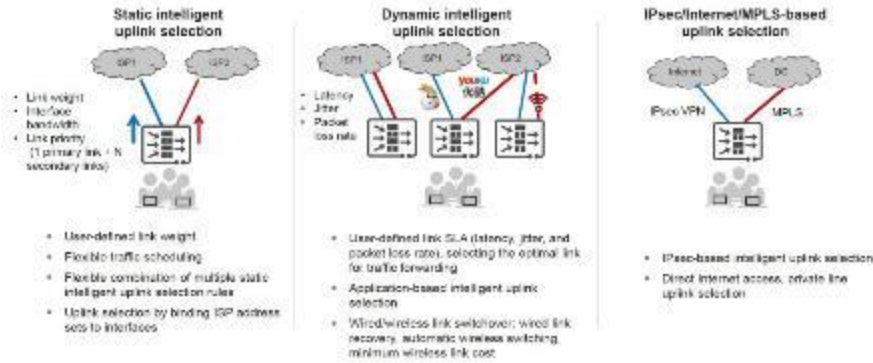 Static intelligent
uplink selection
ISP1
ISP2
• Link weight
• Interface
bandwidth
• Link priority
(1 primary link + N
secondary links)
• User-defined link weight
• Flexible traffic scheduling
• Flexible combination of multiple static
intelligent uplink selection rules
• Uplink selection by binding ISP address
sets to interfaces
Dynamic intelligent
uplink selection
ISP1
ISP1
ISP2
YOUKU
优酷
• Latency
• Jitter
• Packet
loss rate
• User-defined link SLA (latency, jitter, and
packet loss rate), selecting the optimal link
for traffic forwarding
• Application-based intelligent uplink
selection
• Wired/wireless link switchover: wired link
recovery, automatic wireless switching,
minimum wireless link cost
IPsec/Internet/MPLS-based
uplink selection
Internet
DC
IPsec VPN
MPLS
• IPsec-based intelligent uplink selection
• Direct Internet access, private line
uplink selection